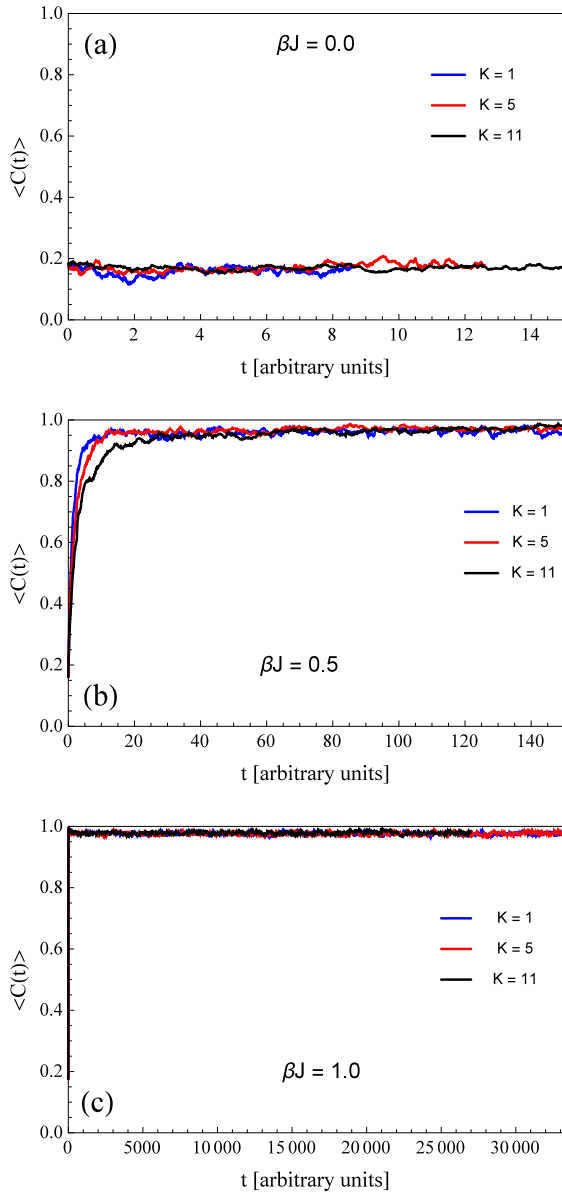 (a)
βJ = 0.0
K = 1
K = 5
K = 11
<C(t)>
1.0
0.8
0.6
0.4
0.2
0.0
0 2 4 6 8 10 12 14
t [arbitrary units]
1.0
0.8
0.6
0.4
0.2
0.0
<C(t)>
K = 1
K = 5
K = 11
βJ = 0.5
(b)
0 20 40 60 80 100 120 140
t [arbitrary units]
1.0
0.8
0.6
0.4
0.2
0.0
<C(t)>
K = 1
K = 5
K = 11
βJ = 1.0
(c)
0 5000 10 000 15 000 20 000 25 000 30 000
t [arbitrary units]